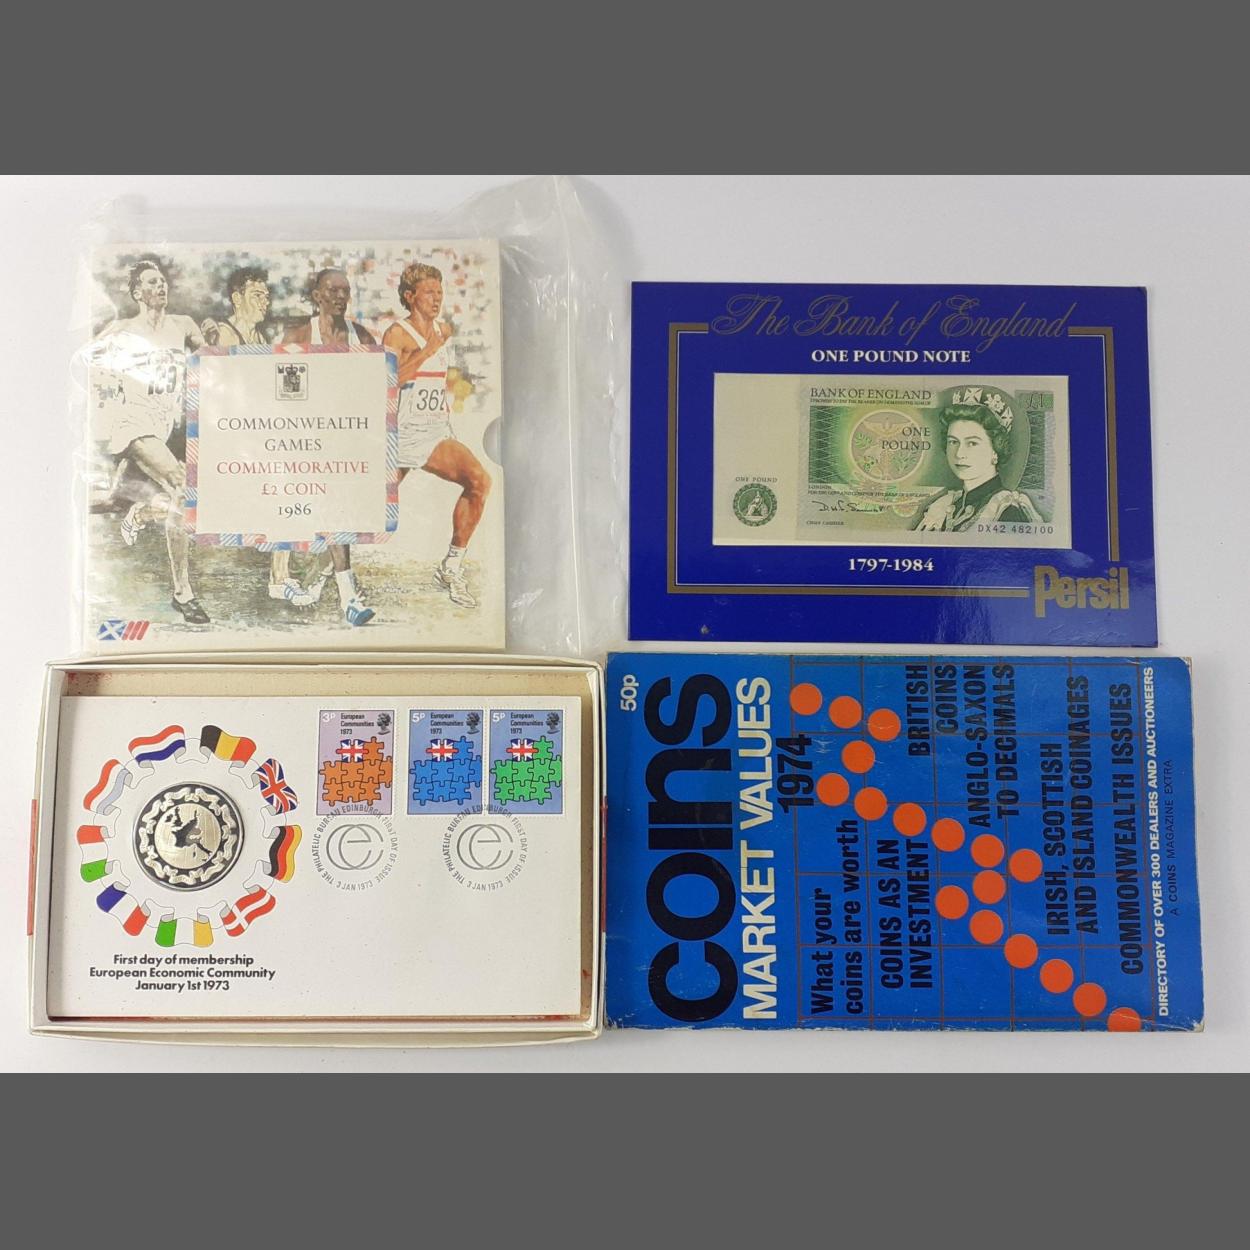 COMMONWEALTH
GAMES
COMMEMORATIVE
£2 COIN
1986
139
362
The Bank of England
ONE POUND NOTE
BANK OF ENGLAND
£1
ONE
POUND
ONE POUND
LONDON
CHIEF CASHIER
DX42 482100
1797-1984
Persil
3p
European
Communities
1973
5p
European
Communities
1973
5p
European
Communities
1973
THE PHILATELIC BUREAU EDINBURGH FIRST DAY OF ISSUE
3 JAN 1973
e
THE PHILATELIC BUREAU EDINBURGH FIRST DAY OF ISSUE
3 JAN 1973
e
First day of membership
European Economic Community
January 1st 1973
50p
coins
MARKET VALUES
1974
What your
coins are worth
COINS AS AN
INVESTMENT
BRITISH
COINS
ANGLO-SAXON
TO DECIMALS
IRISH, SCOTTISH
AND ISLAND COINAGES
COMMONWEALTH ISSUES
DIRECTORY OF OVER 300 DEALERS AND AUCTIONEERS
A COINS MAGAZINE EXTRA